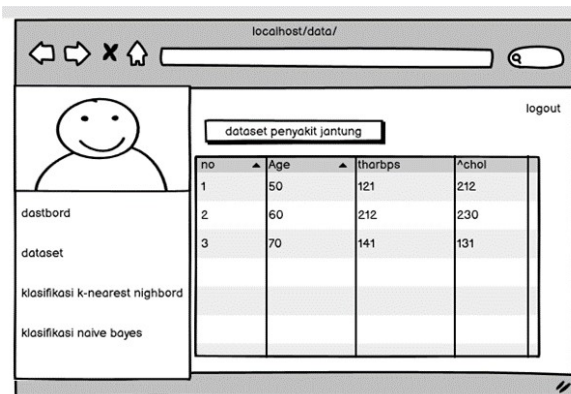 localhost/data/
logout
dataset penyakit jantung
no Age tharbps ^chol
1 50 121 212
2 60 212 230
3 70 141 131
dastbord
dataset
klasifikasi k-nearest nighbord
klasifikasi naive bayes